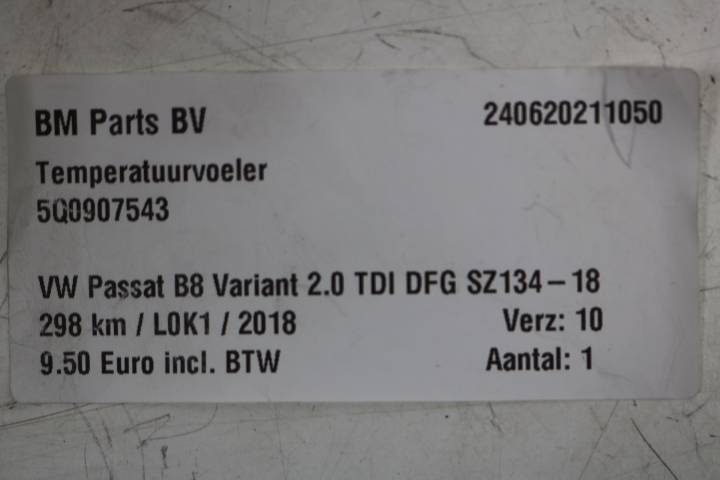 BM Parts BV 240620211050
Temperatuurvoeler
5Q0907543
VW Passat B8 Variant 2.0 TDI DFG SZ134-18
298 km / L0K1 / 2018 Verz: 10
9.50 Euro incl. BTW Aantal: 1